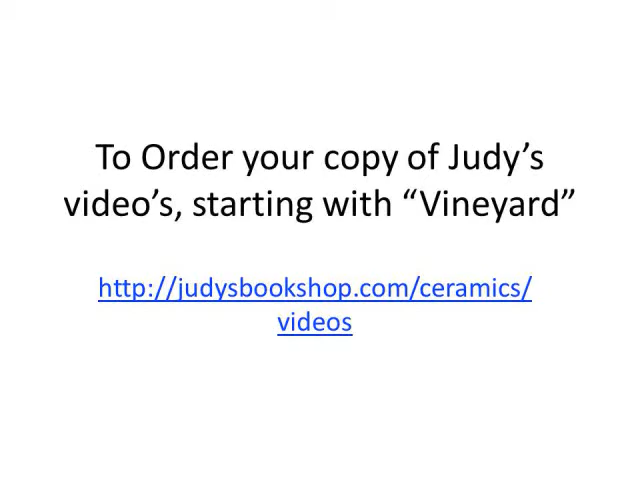 To Order your copy of Judy’s
video’s, starting with “Vineyard”
http://judysbookshop.com/ceramics/
videos